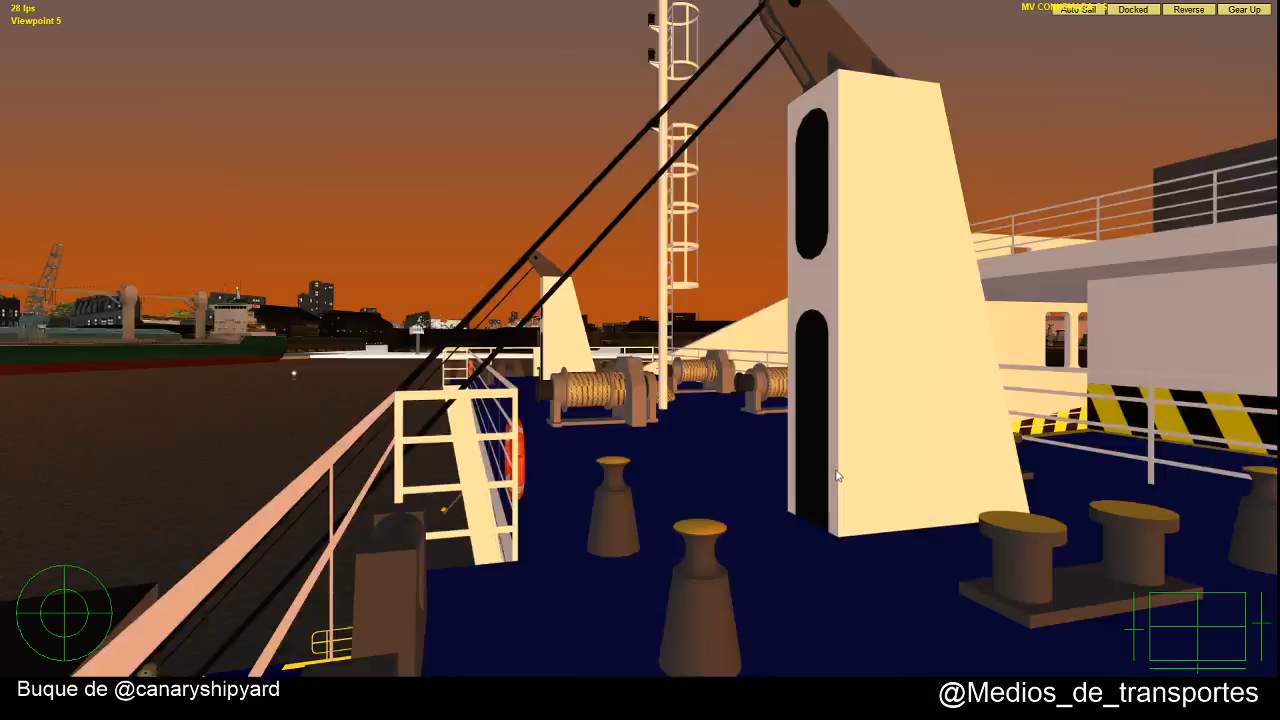 28 fps
Viewpoint 5
Auto Sail Docked Reverse Gear Up
Buque de @canaryshipyard
@Medios_de_transportes